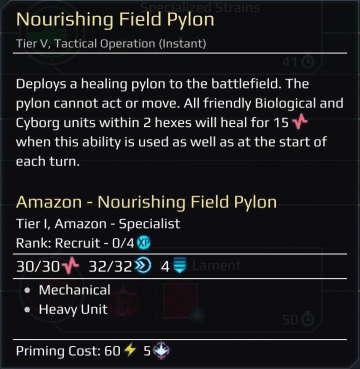 Specialized Strains
Nourishing Field Pylon
Tier V, Tactical Operation (Instant)
41
Deploys a healing pylon to the battlefield. The
pylon cannot act or move. All friendly Biological and
Cyborg units within 2 hexes will heal for 15
when this ability is used as well as at the start of
each turn.
Amazon - Nourishing Field Pylon
Tier I, Amazon - Specialist
Rank: Recruit - 0/4 XP
30/30 32/32 4 Lament
• Mechanical
• Heavy Unit
50
Priming Cost: 60 5